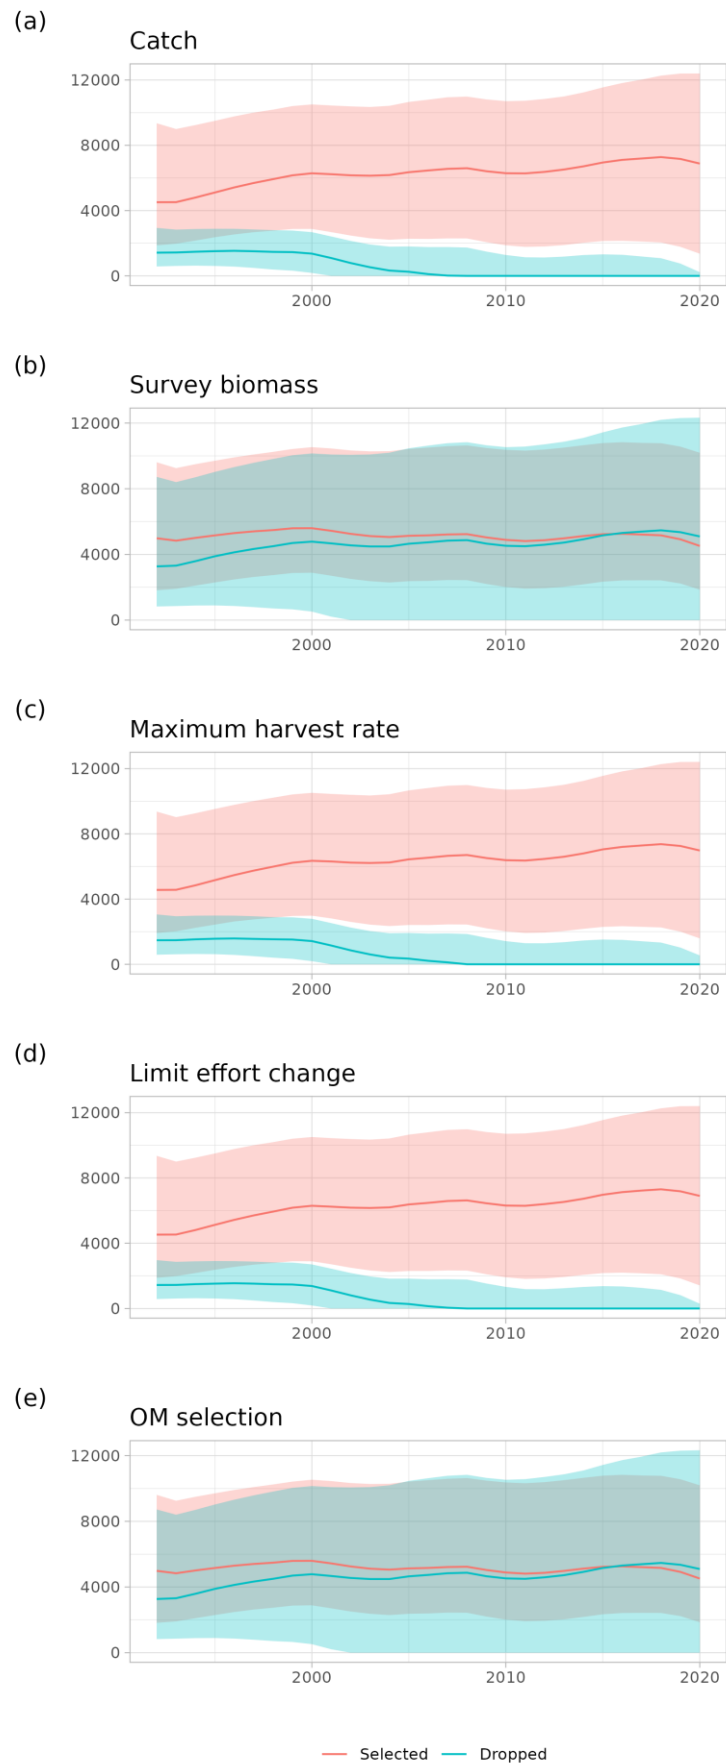 (a)
Catch
12000
8000
4000
0
2000 2010 2020
(b)
Survey biomass
12000
8000
4000
0
2000 2010 2020
(c)
Maximum harvest rate
12000
8000
4000
0
2000 2010 2020
(d)
Limit effort change
12000
8000
4000
0
2000 2010 2020
(e)
OM selection
12000
8000
4000
0
2000 2010 2020
Selected Dropped